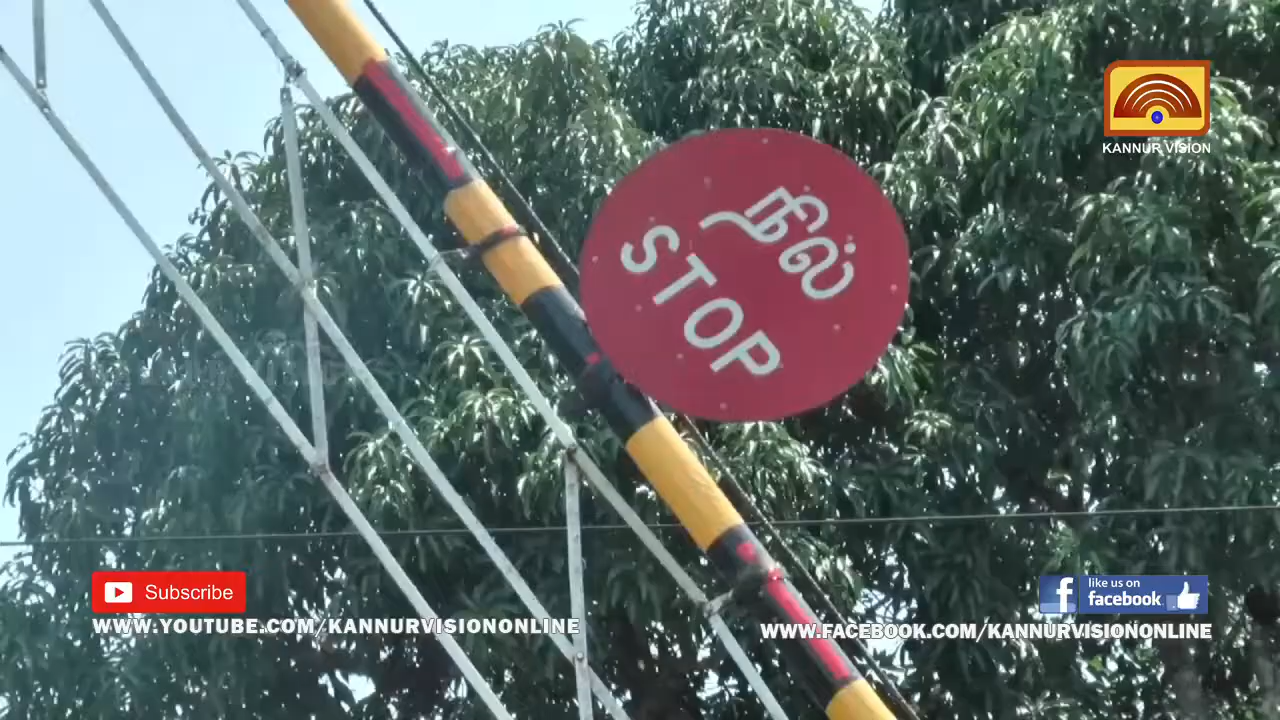 KANNUR VISION
நில்
STOP
Subscribe
WWW.YOUTUBE.COM/KANNURVISIONONLINE
like us on
facebook
WWW.FACEBOOK.COM/KANNURVISIONONLINE